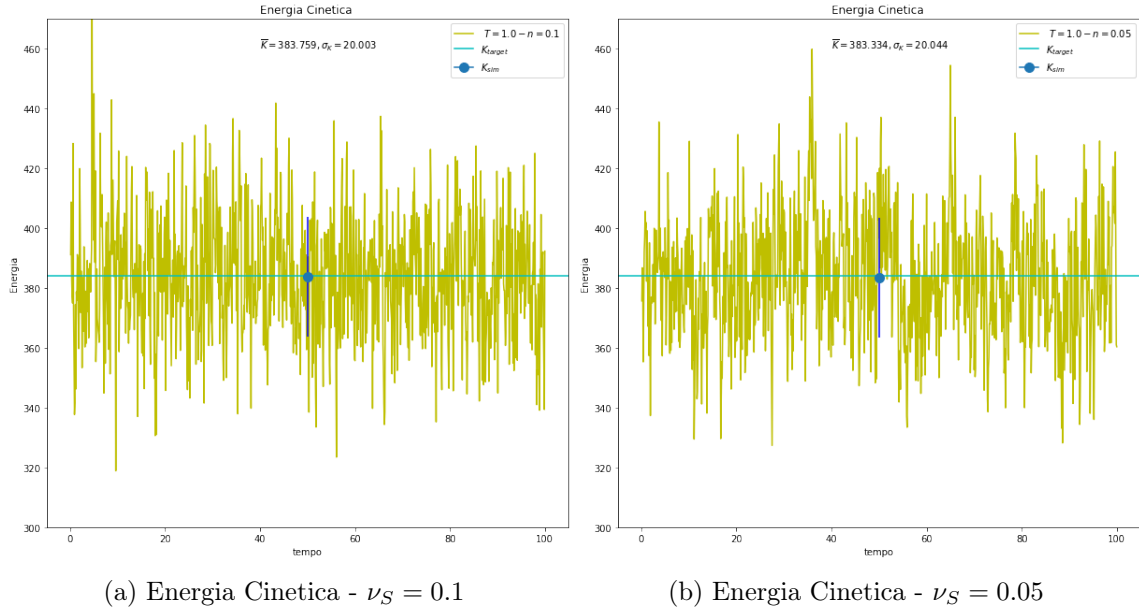 Energia Cinetica
T = 1.0 − n = 0.1
K_target
K_sim
K̅ = 383.759, σ_K = 20.003
460
440
420
400
380
360
340
320
300
Energia
0 20 40 60 80 100
tempo
(a) Energia Cinetica - ν_S = 0.1
Energia Cinetica
T = 1.0 − n = 0.05
K_target
K_sim
K̅ = 383.334, σ_K = 20.044
460
440
420
400
380
360
340
320
300
Energia
0 20 40 60 80 100
tempo
(b) Energia Cinetica - ν_S = 0.05